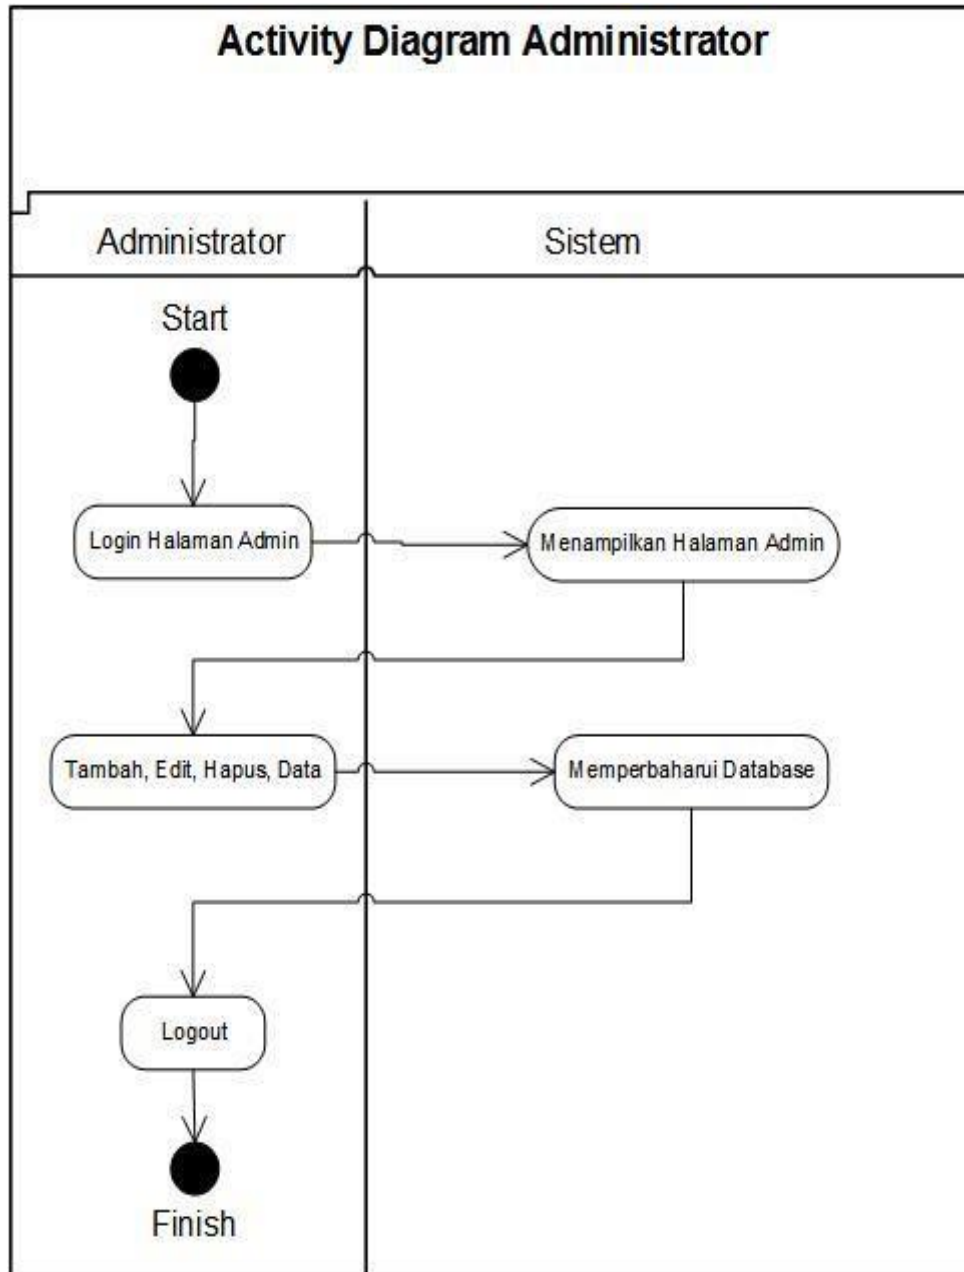 Activity Diagram Administrator
Administrator
Sistem
Start
Login Halaman Admin
Menampilkan Halaman Admin
Tambah, Edit, Hapus, Data
Memperbaharui Database
Logout
Finish